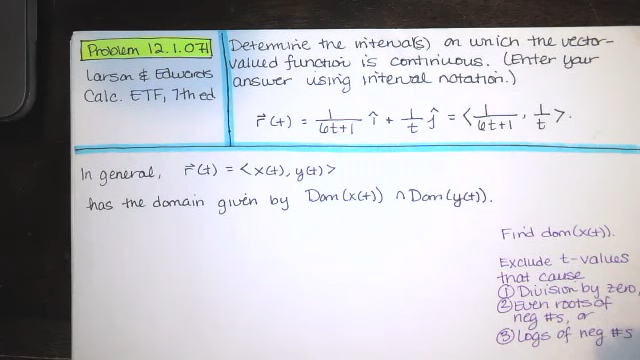 Problem 12.1.071
Larson & Edwards
Calc. ETF, 7th ed
Determine the interval(s) on which the vector-
valued function is continuous. (Enter your
answer using interval notation.)
r⃗(t) = 1/(6t+1) î + 1/t ĵ = <1/(6t+1), 1/t>.
In general, r⃗(t) = <x(t), y(t)>
has the domain given by Dom(x(t)) ∩ Dom(y(t)).
Find dom(x(t)).
Exclude t-values
that cause
① Division by zero,
② Even roots of
neg #s, or
③ Logs of neg #s